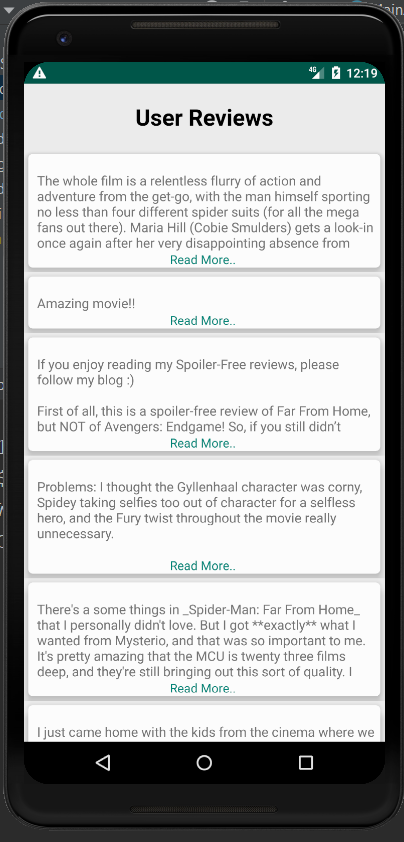 Main
4G 12:19
User Reviews
The whole film is a relentless flurry of action and
adventure from the get-go, with the man himself sporting
no less than four different spider suits (for all the mega
fans out there). Maria Hill (Cobie Smulders) gets a look-in
once again after her very disappointing absence from
Read More..
Amazing movie!!
Read More..
If you enjoy reading my Spoiler-Free reviews, please
follow my blog :)
First of all, this is a spoiler-free review of Far From Home,
but NOT of Avengers: Endgame! So, if you still didn't
Read More..
Problems: I thought the Gyllenhaal character was corny,
Spidey taking selfies too out of character for a selfless
hero, and the Fury twist throughout the movie really
unnecessary.
Read More..
There's a some things in _Spider-Man: Far From Home_
that I personally didn't love. But I got **exactly** what I
wanted from Mysterio, and that was so important to me.
It's pretty amazing that the MCU is twenty three films
deep, and they're still bringing out this sort of quality. I
Read More..
I just came home with the kids from the cinema where we